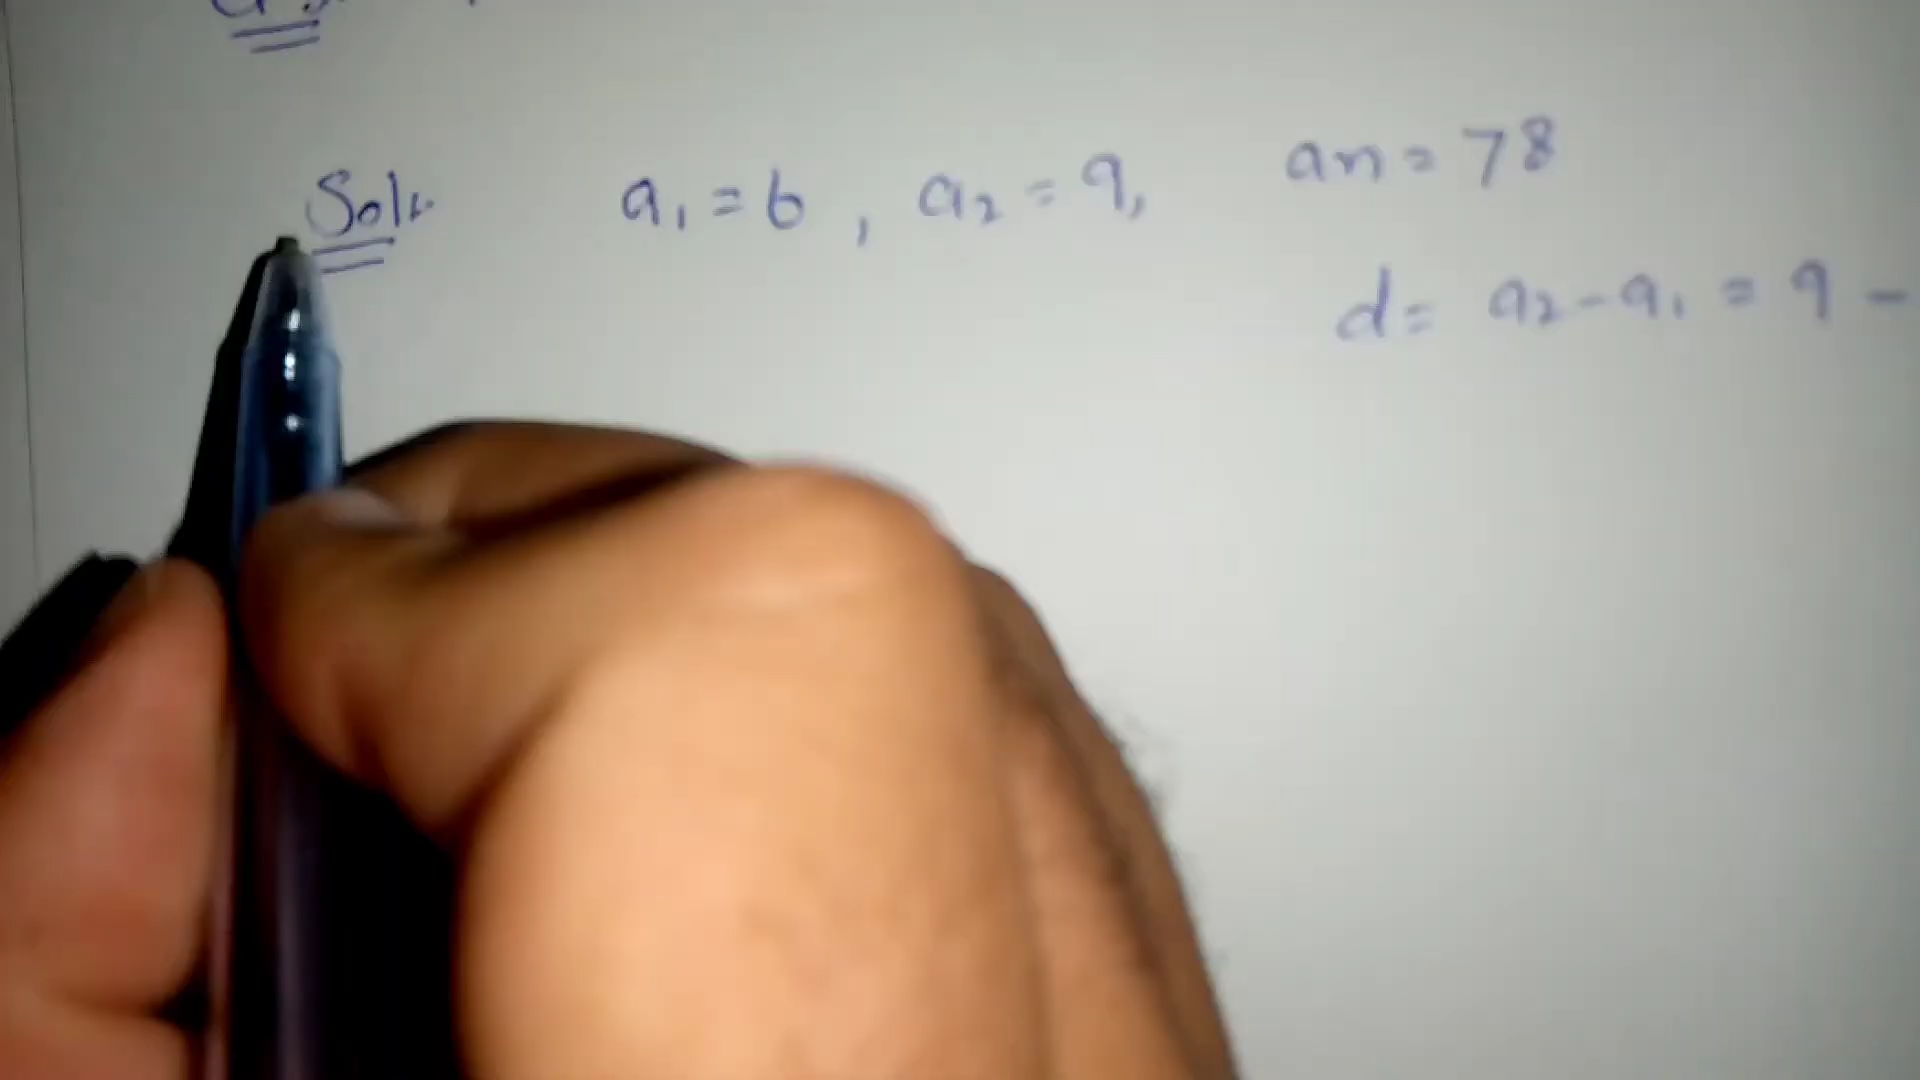 Soln a1 = 6 , a2 = 9, an = 78
d = a2 - a1 = 9 -